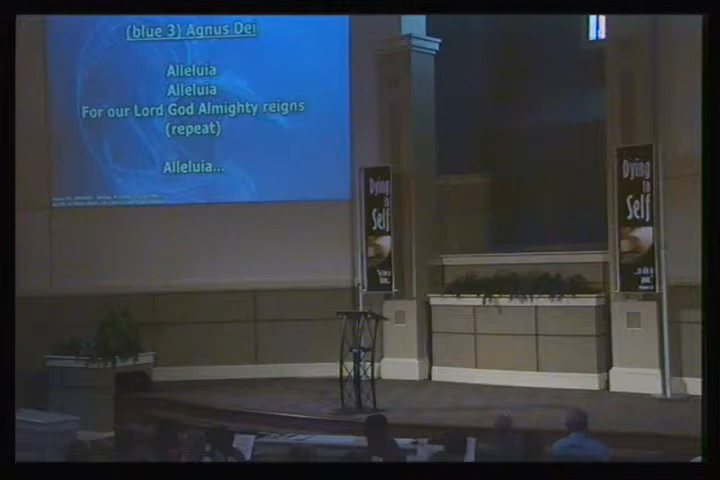 (blue 3) Agnus Dei
Alleluia
Alleluia
For our Lord God Almighty reigns
(repeat)
Alleluia...
Dying
to
Self
Dying
to
Self